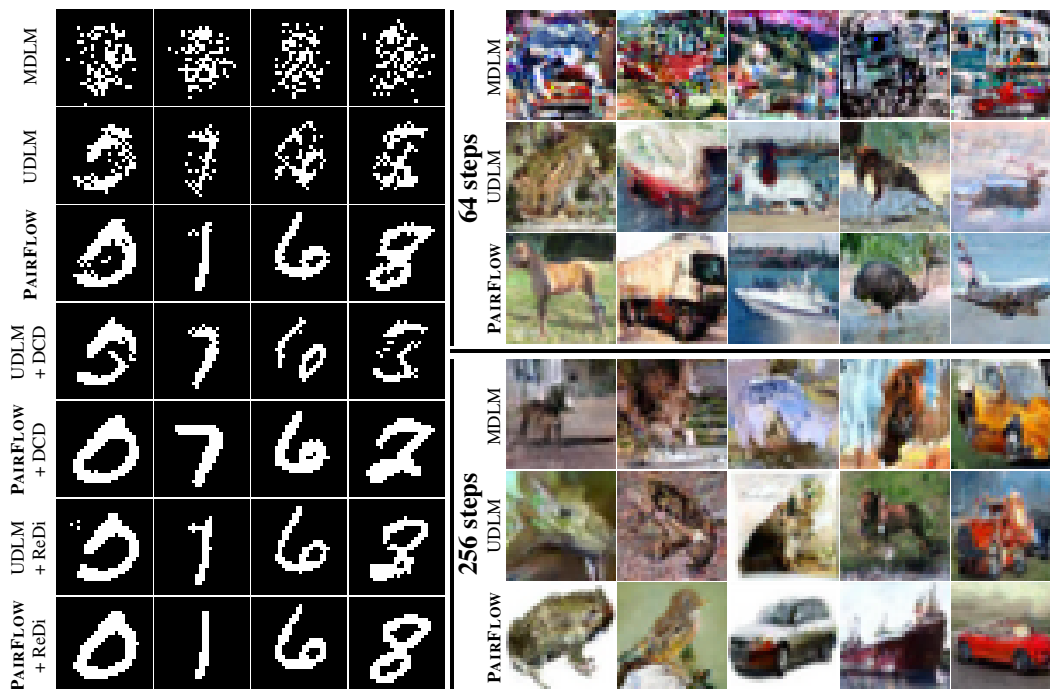 MDLM
UDLM
PAIRFLOW
UDLM
+ DCD
PAIRFLOW
+ DCD
UDLM
+ ReDi
PAIRFLOW
+ ReDi
64 steps
MDLM
UDLM
PAIRFLOW
256 steps
MDLM
UDLM
PAIRFLOW